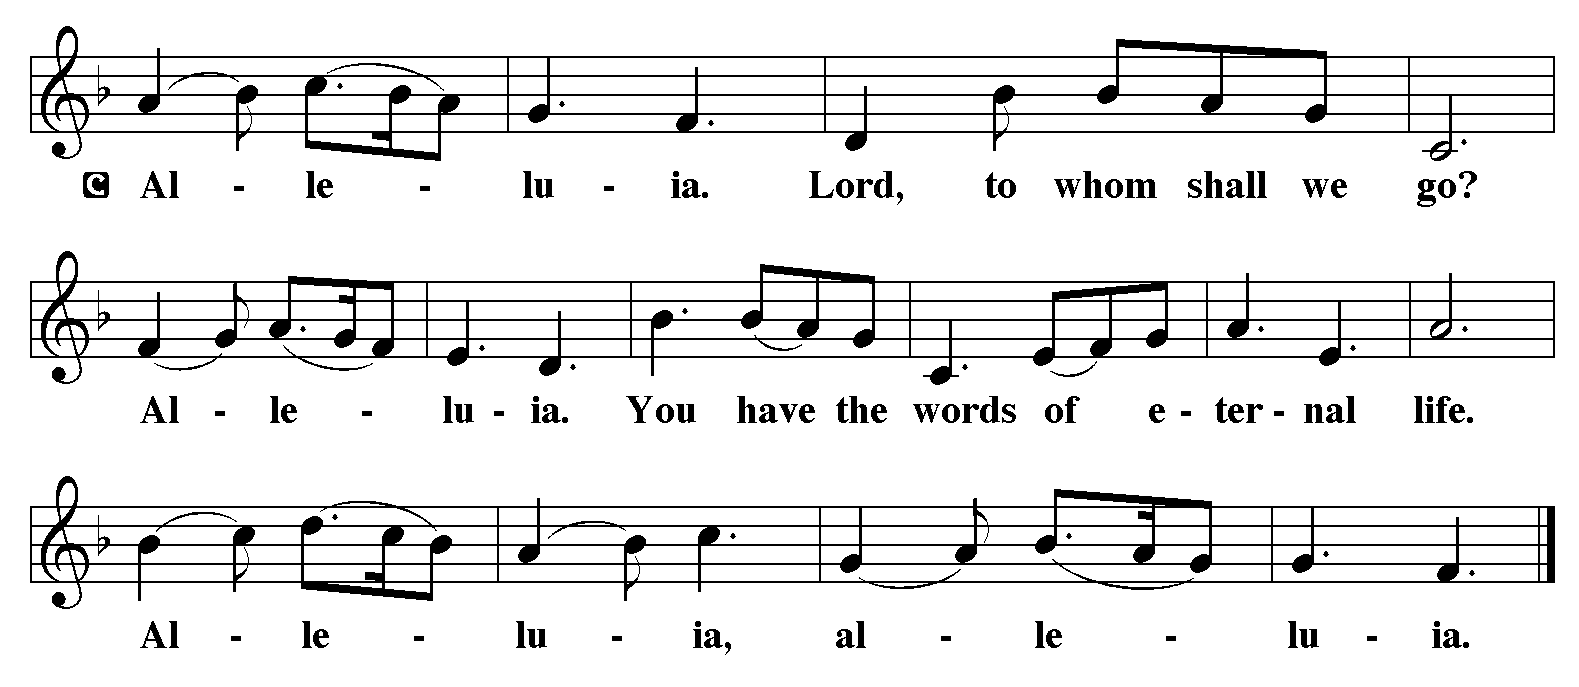 C Al - le - lu - ia. Lord, to whom shall we go?
Al - le - lu - ia. You have the words of e - ter - nal life.
Al - le - lu - ia, al - le - lu - ia.